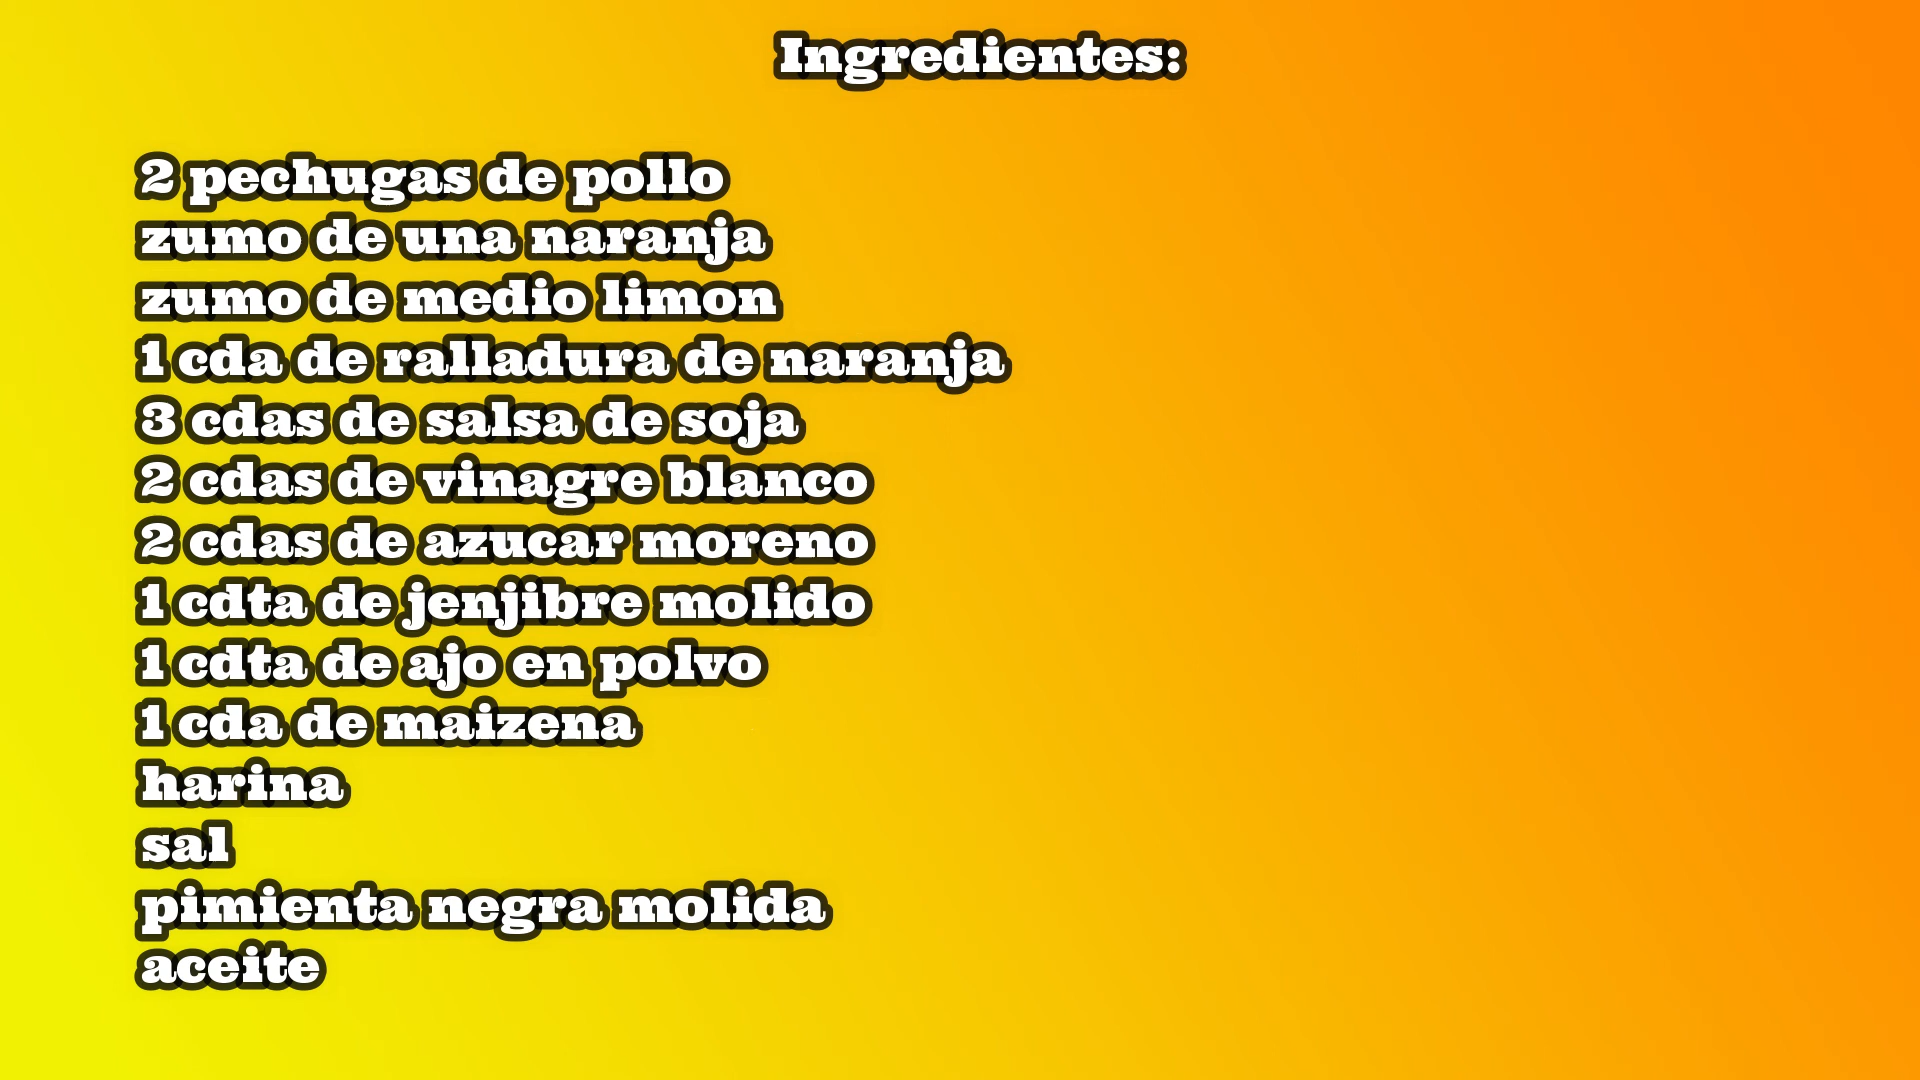 Ingredientes:
2 pechugas de pollo
zumo de una naranja
zumo de medio limon
1 cda de ralladura de naranja
3 cdas de salsa de soja
2 cdas de vinagre blanco
2 cdas de azucar moreno
1 cdta de jenjibre molido
1 cdta de ajo en polvo
1 cda de maizena
harina
sal
pimienta negra molida
aceite